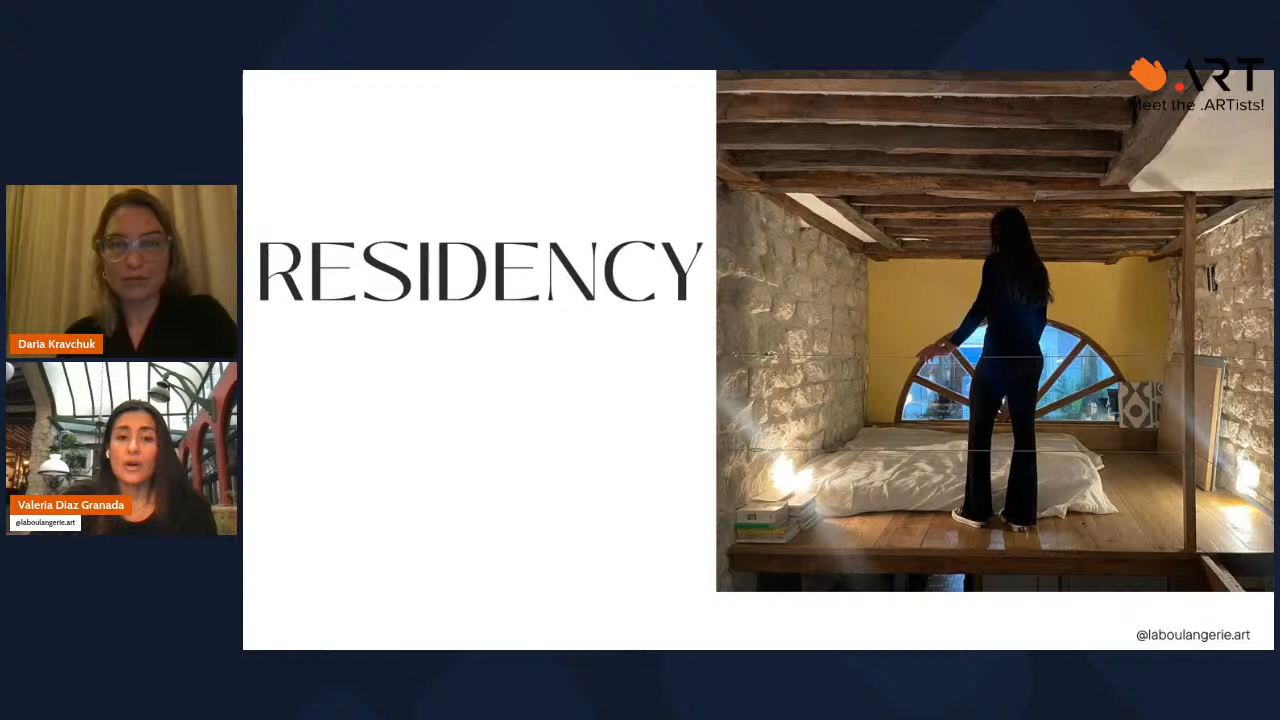 .ART
Meet the .ARTists!
RESIDENCY
Daria Kravchuk
Valeria Diaz Granada
@laboulangerie.art
@laboulangerie.art